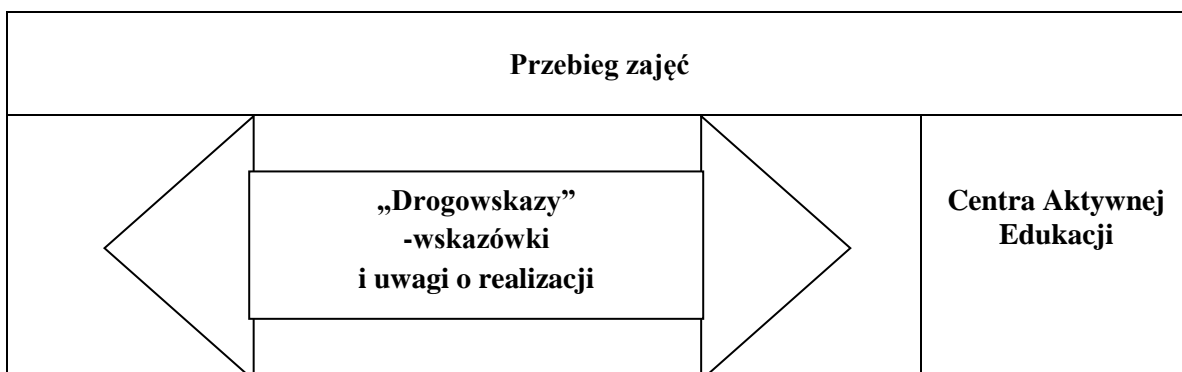 Przebieg zajęć
„Drogowskazy”
-wskazówki
i uwagi o realizacji
Centra Aktywnej
Edukacji